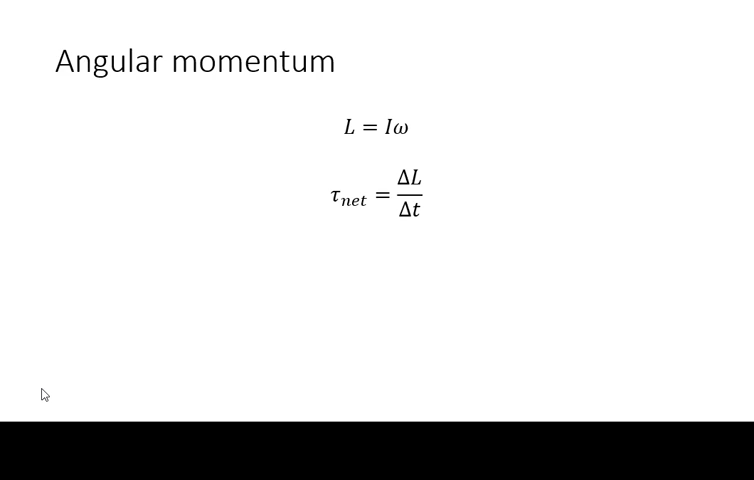 Angular momentum
L = Iω
τ_net = ΔL/Δt